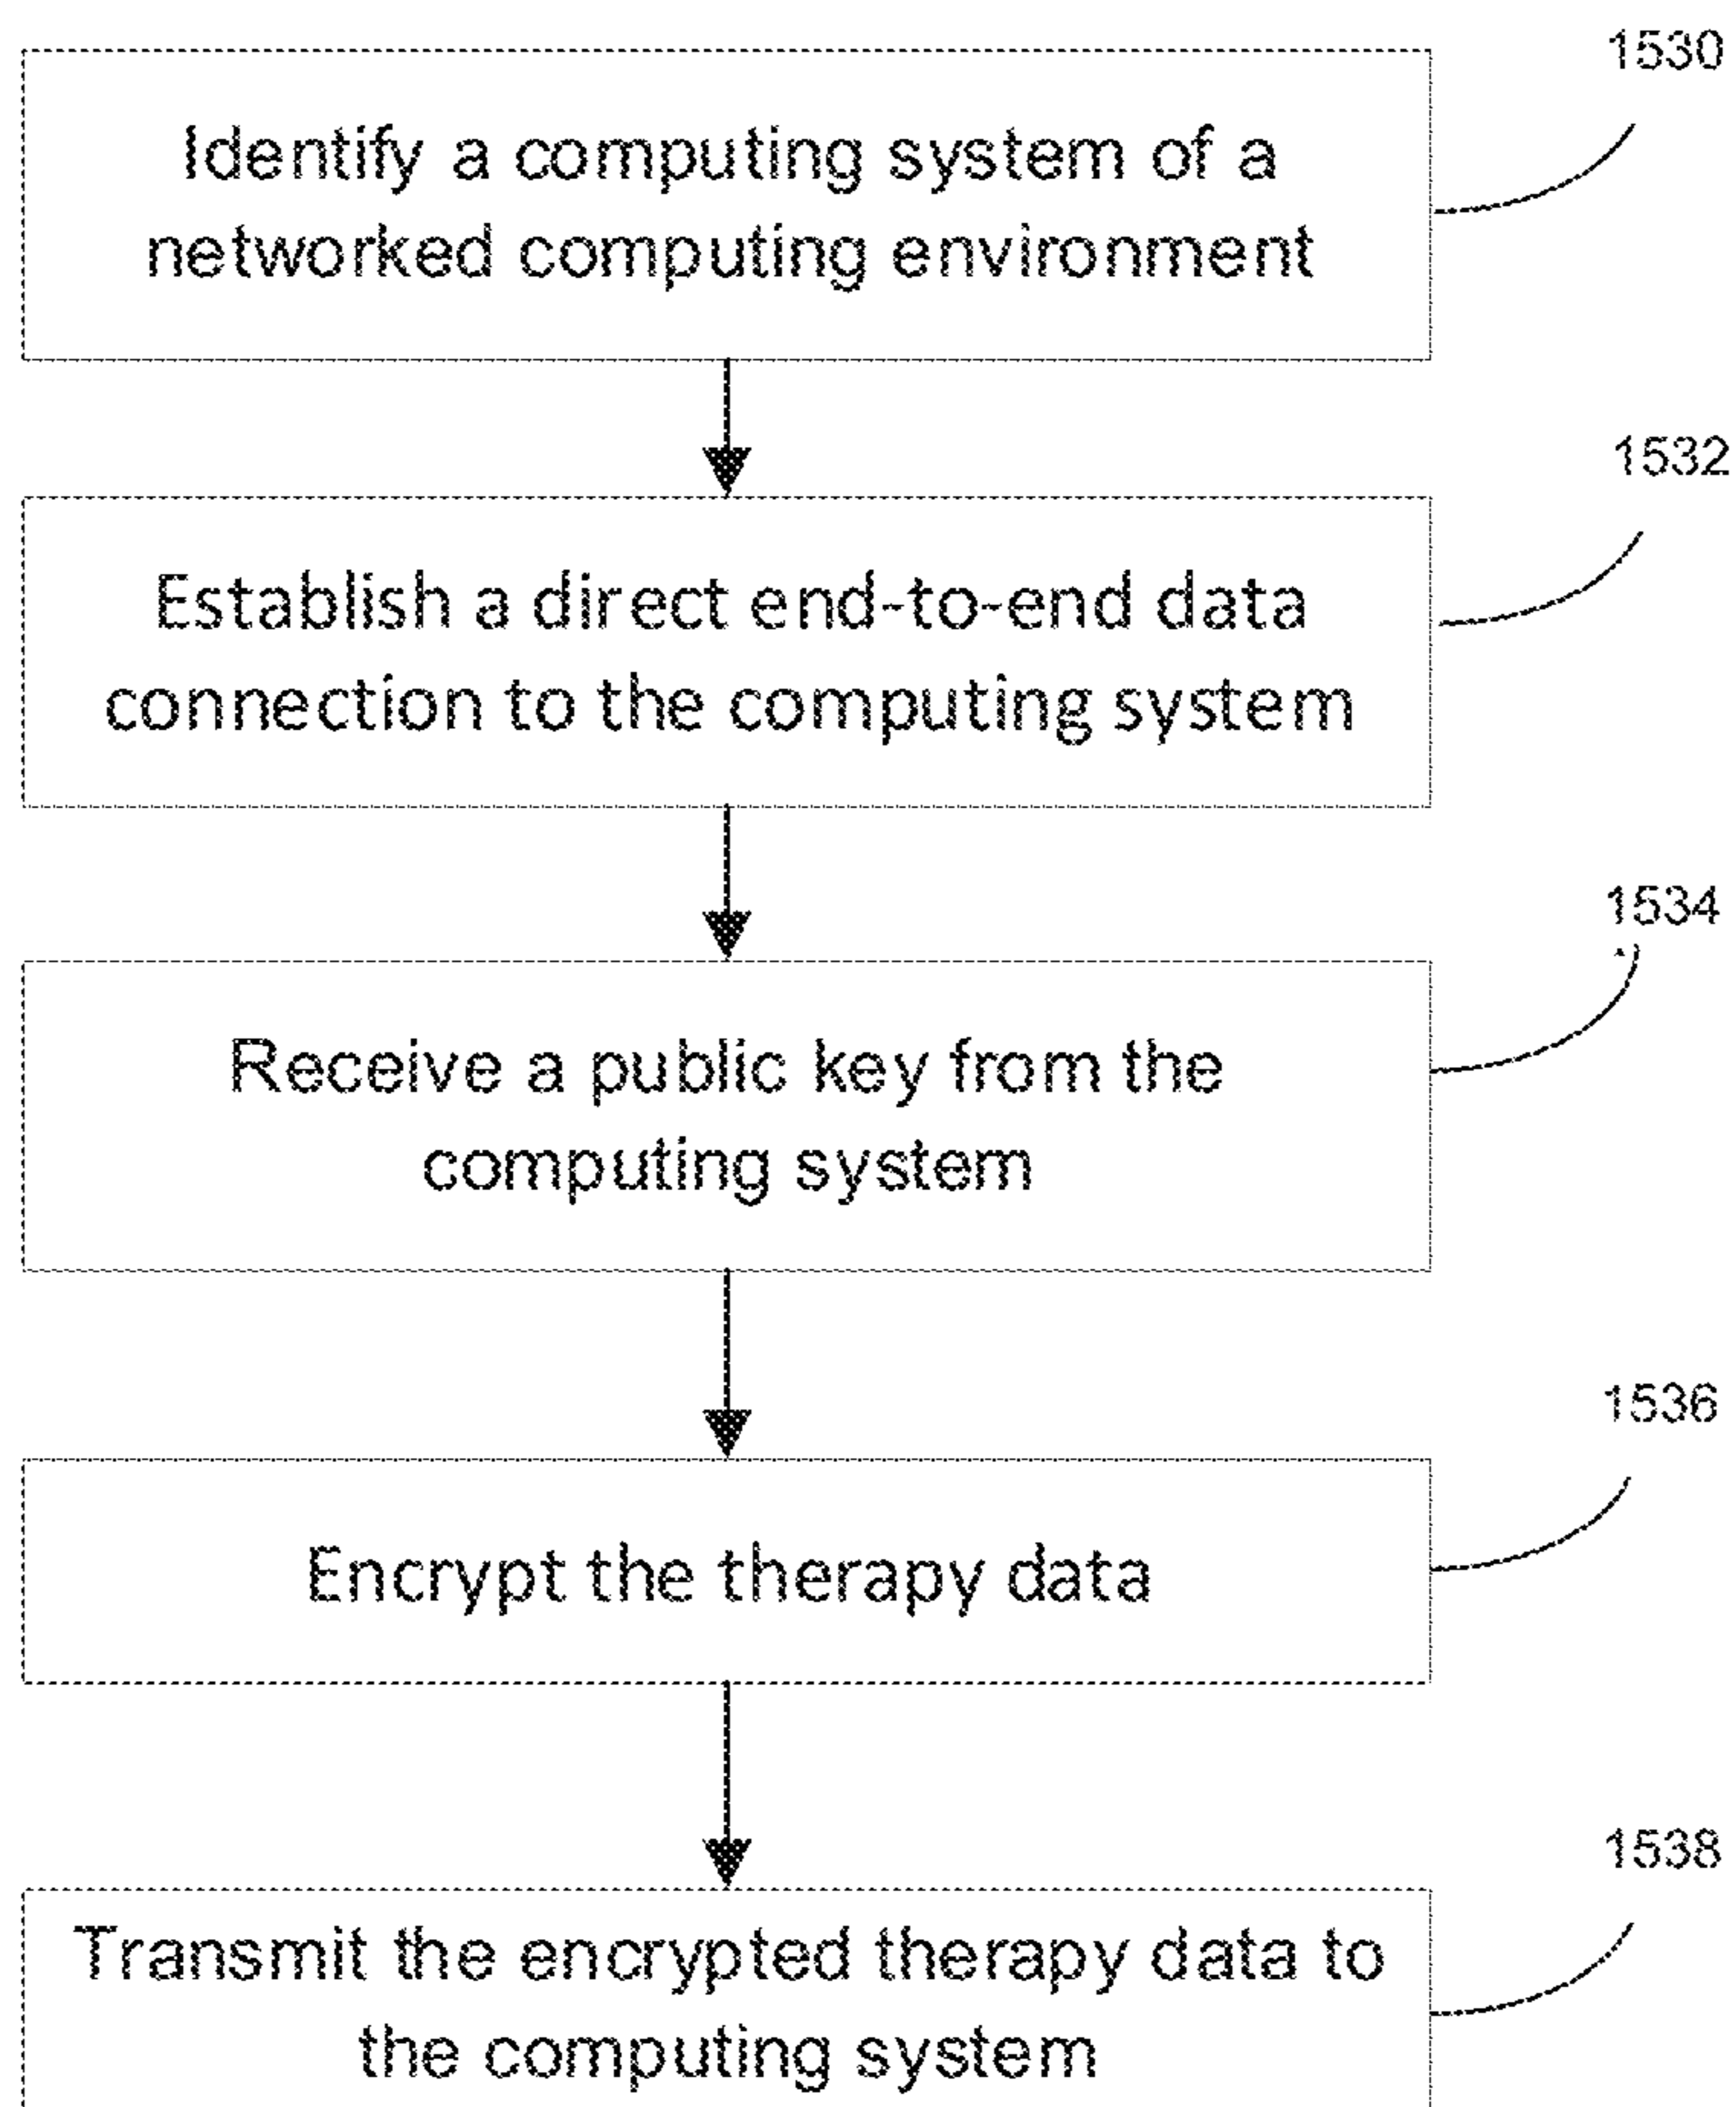 1530
Identify a computing system of a
networked computing environment
1532
Establish a direct end-to-end data
connection to the computing system
1534
Receive a public key from the
computing system
1536
Encrypt the therapy data
1538
Transmit the encrypted therapy data to
the computing system